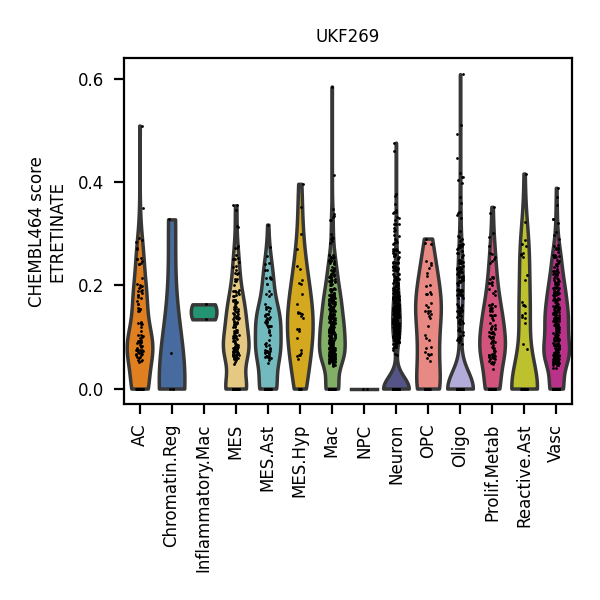 UKF269
CHEMBL464 score
ETRETINATE
0.6
0.4
0.2
0.0
AC
Chromatin.Reg
Inflammatory.Mac
MES
MES.Ast
MES.Hyp
Mac
NPC
Neuron
OPC
Oligo
Prolif.Metab
Reactive.Ast
Vasc